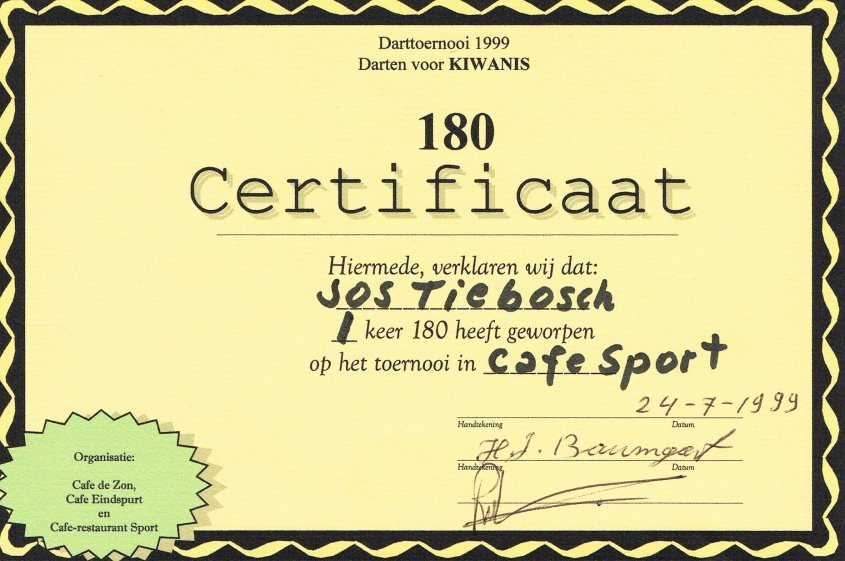 Darttoernooi 1999
Darten voor KIWANIS
180
Certificaat
Hiermede, verklaren wij dat:
Jos Tiebosch
1 keer 180 heeft geworpen
op het toernooi in Cafe Sport
24-7-1999
Handtekening Datum
H.J. Baumgart
Handtekening Datum
Organisatie:
Cafe de Zon,
Cafe Eindspurt
en
Cafe-restaurant Sport